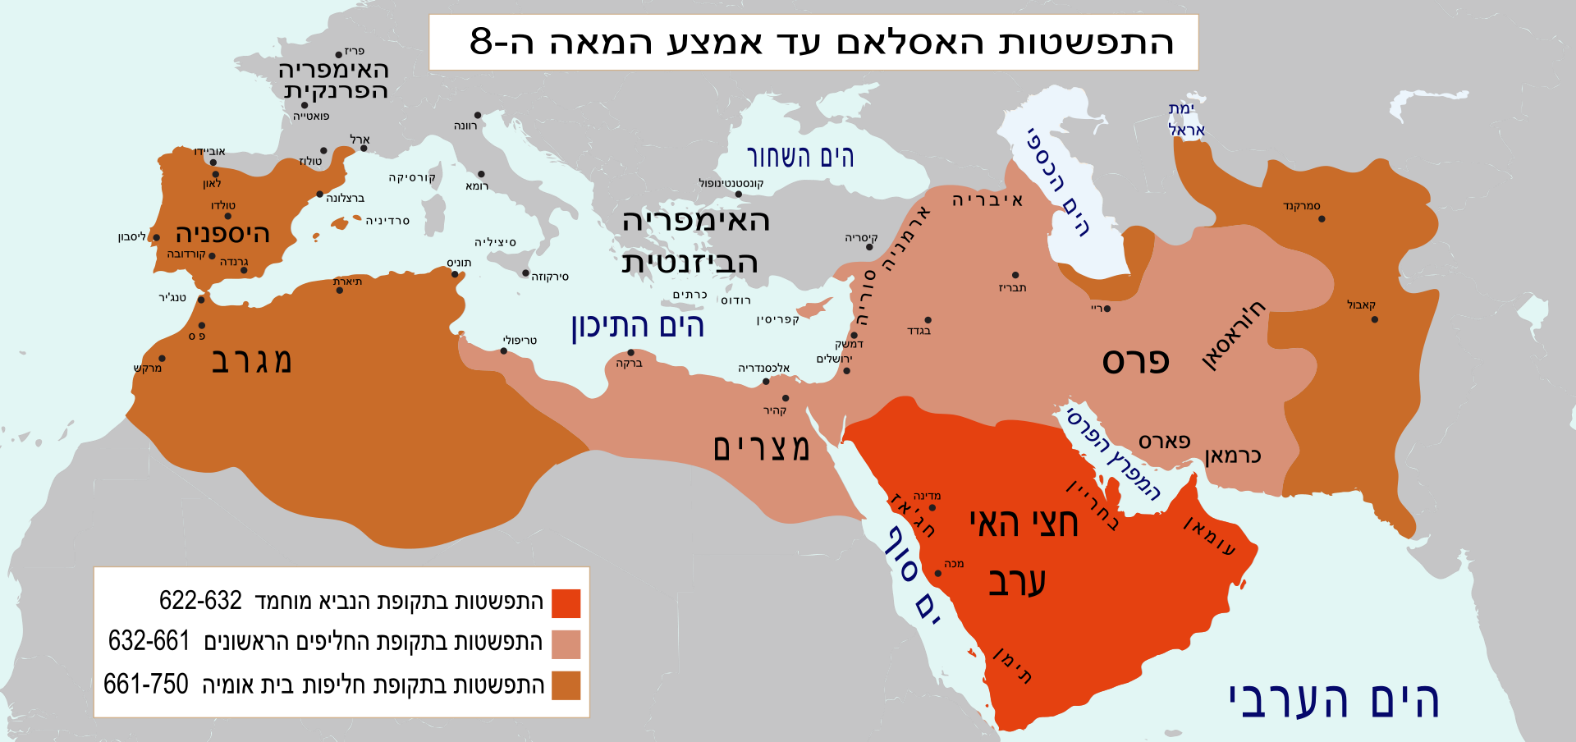 התפשטות האסלאם עד אמצע המאה ה-8
פריז
האימפריה
הפרנקית
פואטייה
רוונה
ארל
טולוז
אוביידו
לאון
קורסיקה
רומא
ברצלונה
טולדו
סרדיניה
היספניה
ליסבון
קורדובה
גרנדה
סיציליה
סירקוזה
תוניס
תיארת
טנג'יר
פס
מרקש
מגרב
טריפולי
ברקה
הים התיכון
כרתים
רודוס
קפריסין
קונסטנטינופול
האימפריה
הביזנטית
הים השחור
הים הכספי
ימת
אראל
איבריה
ארמניה
קיסריה
סוריה
תבריז
בגדד
דמשק
ירושלים
אלכסנדריה
קהיר
מצרים
סמרקנד
קאבול
ריי
ח'וראסאן
פרס
פארס
כרמאן
המפרץ הפרסי
בחריין
עומאן
מדינה
חג'אז
חצי האי
ערב
מכה
ים סוף
תימן
הים הערבי
התפשטות בתקופת הנביא מוחמד 622-632
התפשטות בתקופת החליפים הראשונים 632-661
התפשטות בתקופת חליפות בית אומיה 661-750